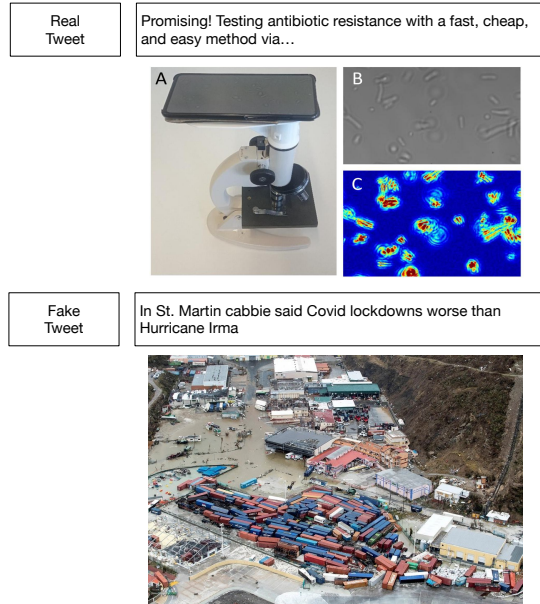 Real
Tweet
Promising! Testing antibiotic resistance with a fast, cheap,
and easy method via…
A
B
C
Fake
Tweet
In St. Martin cabbie said Covid lockdowns worse than
Hurricane Irma